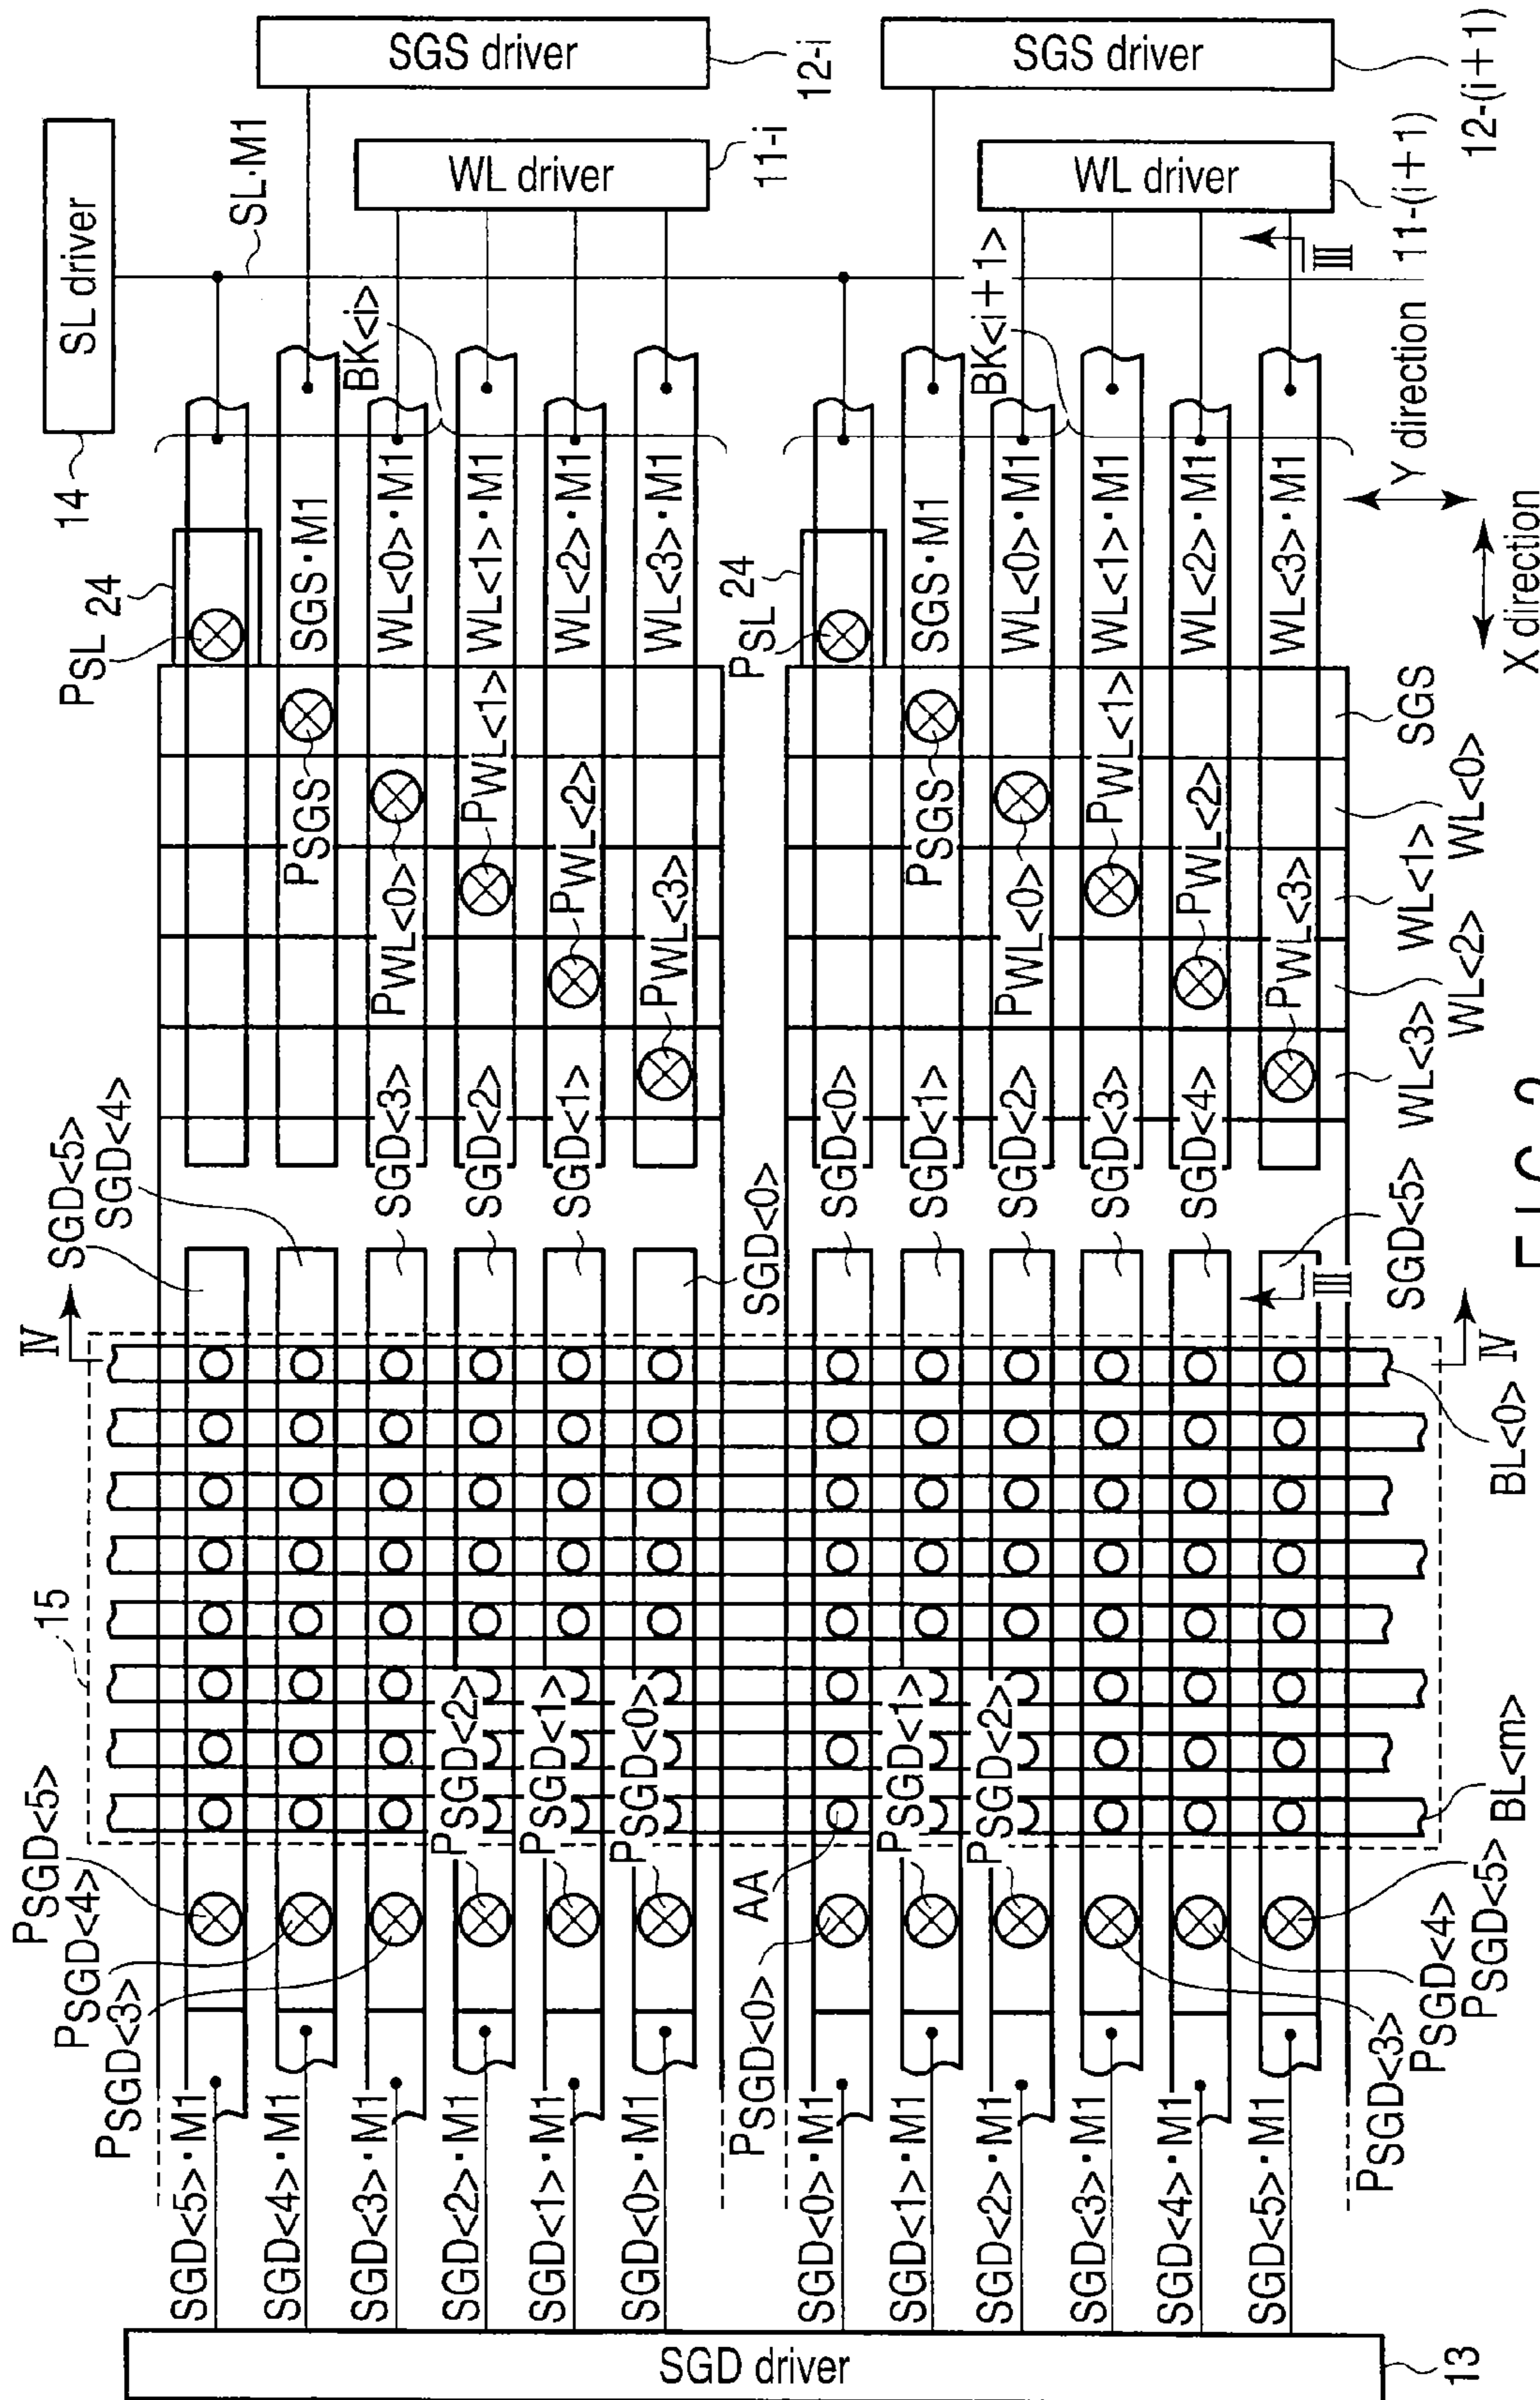 SL driver
14
SL·M1
SGS driver
12-i
WL driver
11-i
SGS driver
12-(i+1)
WL driver
11-(i+1)
III
BK<i>
BK<i+1>
Y direction
X direction
PSL
24
SGS·M1
WL<0>·M1
WL<1>·M1
WL<2>·M1
WL<3>·M1
PSL
24
SGS·M1
WL<0>·M1
WL<1>·M1
WL<2>·M1
WL<3>·M1
PSGS
PWL<0>
PWL<1>
PWL<2>
PWL<3>
PSGS
PWL<0>
PWL<1>
PWL<2>
PWL<3>
SGS
WL<0>
WL<1>
WL<2>
WL<3>
SGD<5>
SGD<4>
SGD<3>
SGD<2>
SGD<1>
SGD<0>
SGD<0>
SGD<1>
SGD<2>
SGD<3>
SGD<4>
SGD<5>
III
IV
IV
15
BL<0>
BL<m>
AA
PSGD<5>
PSGD<4>
PSGD<3>
PSGD<2>
PSGD<1>
PSGD<0>
PSGD<0>
PSGD<1>
PSGD<2>
PSGD<3>
PSGD<4>
PSGD<5>
SGD<5>·M1
SGD<4>·M1
SGD<3>·M1
SGD<2>·M1
SGD<1>·M1
SGD<0>·M1
SGD<0>·M1
SGD<1>·M1
SGD<2>·M1
SGD<3>·M1
SGD<4>·M1
SGD<5>·M1
SGD driver
13